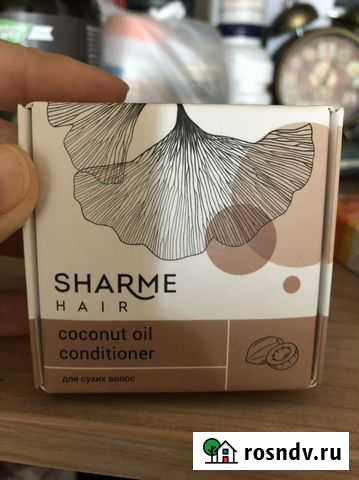 SHARME
HAIR
coconut oil
conditioner
для сухих волос
rosndv.ru